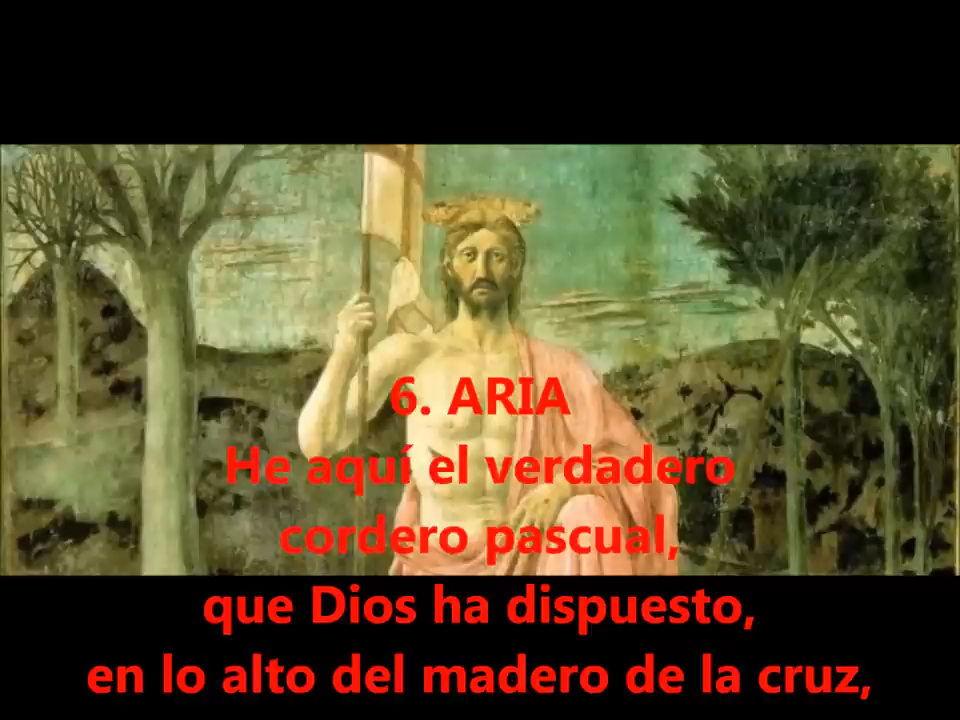 6. ARIA
He aquí el verdadero
cordero pascual,
que Dios ha dispuesto,
en lo alto del madero de la cruz,